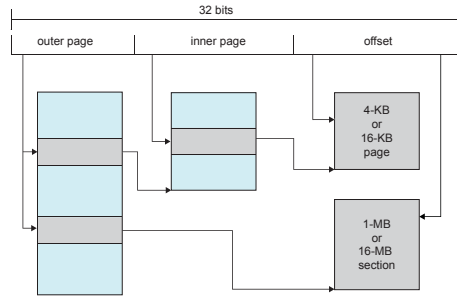 32 bits
outer page
inner page
offset
4-KB
or
16-KB
page
1-MB
or
16-MB
section